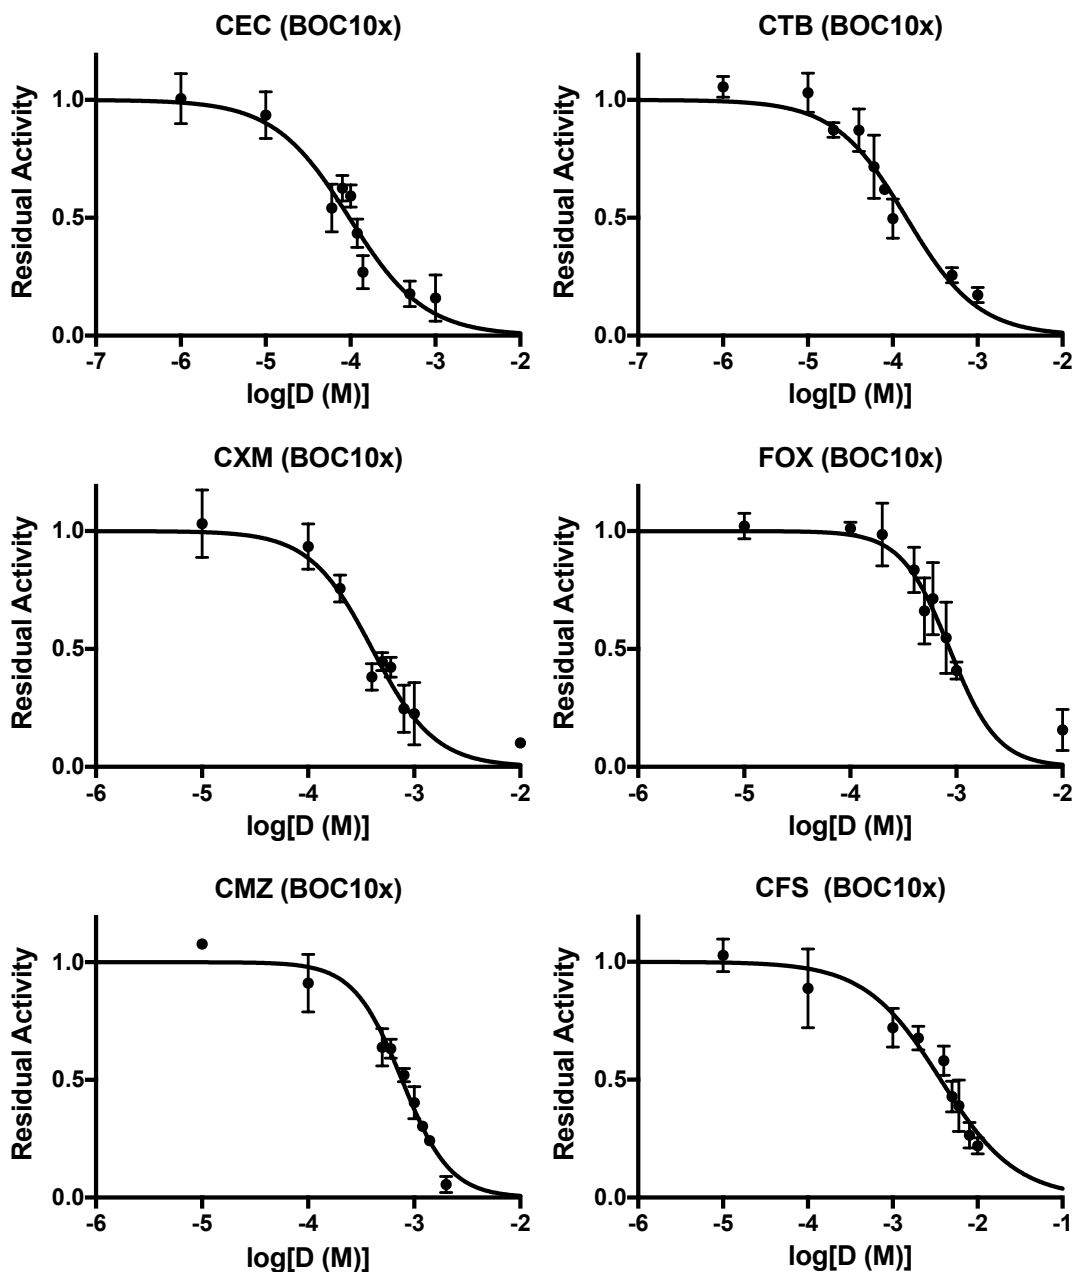 CEC (BOC10x)
Residual Activity
1.0
0.5
0.0
-7 -6 -5 -4 -3 -2
log[D (M)]
CTB (BOC10x)
Residual Activity
1.0
0.5
0.0
-7 -6 -5 -4 -3 -2
log[D (M)]
CXM (BOC10x)
Residual Activity
1.0
0.5
0.0
-6 -5 -4 -3 -2
log[D (M)]
FOX (BOC10x)
Residual Activity
1.0
0.5
0.0
-6 -5 -4 -3 -2
log[D (M)]
CMZ (BOC10x)
Residual Activity
1.0
0.5
0.0
-6 -5 -4 -3 -2
log[D (M)]
CFS (BOC10x)
Residual Activity
1.0
0.5
0.0
-6 -5 -4 -3 -2 -1
log[D (M)]